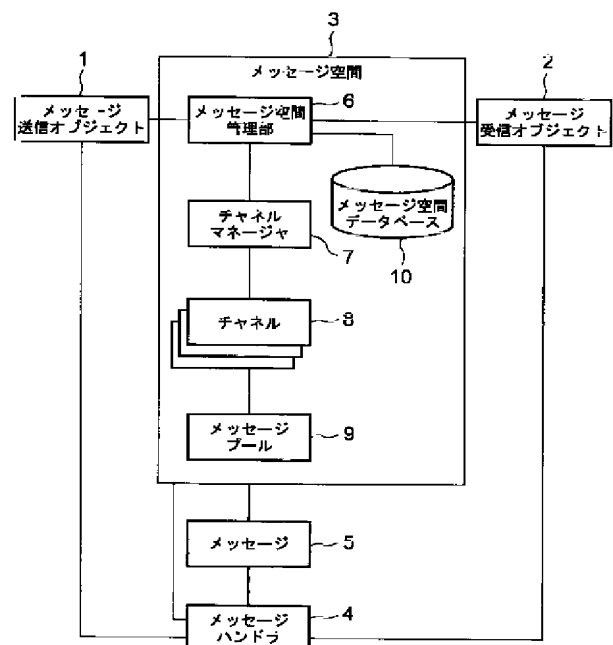 3
1
メッセージ空間
2
メッセージ
送信オブジェクト
6
メッセージ空間
管理部
メッセージ
受信オブジェクト
チャネル
マネージャ
7
メッセージ空間
データベース
10
チャネル
8
メッセージ
プール
9
メッセージ
5
メッセージ
ハンドラ
4